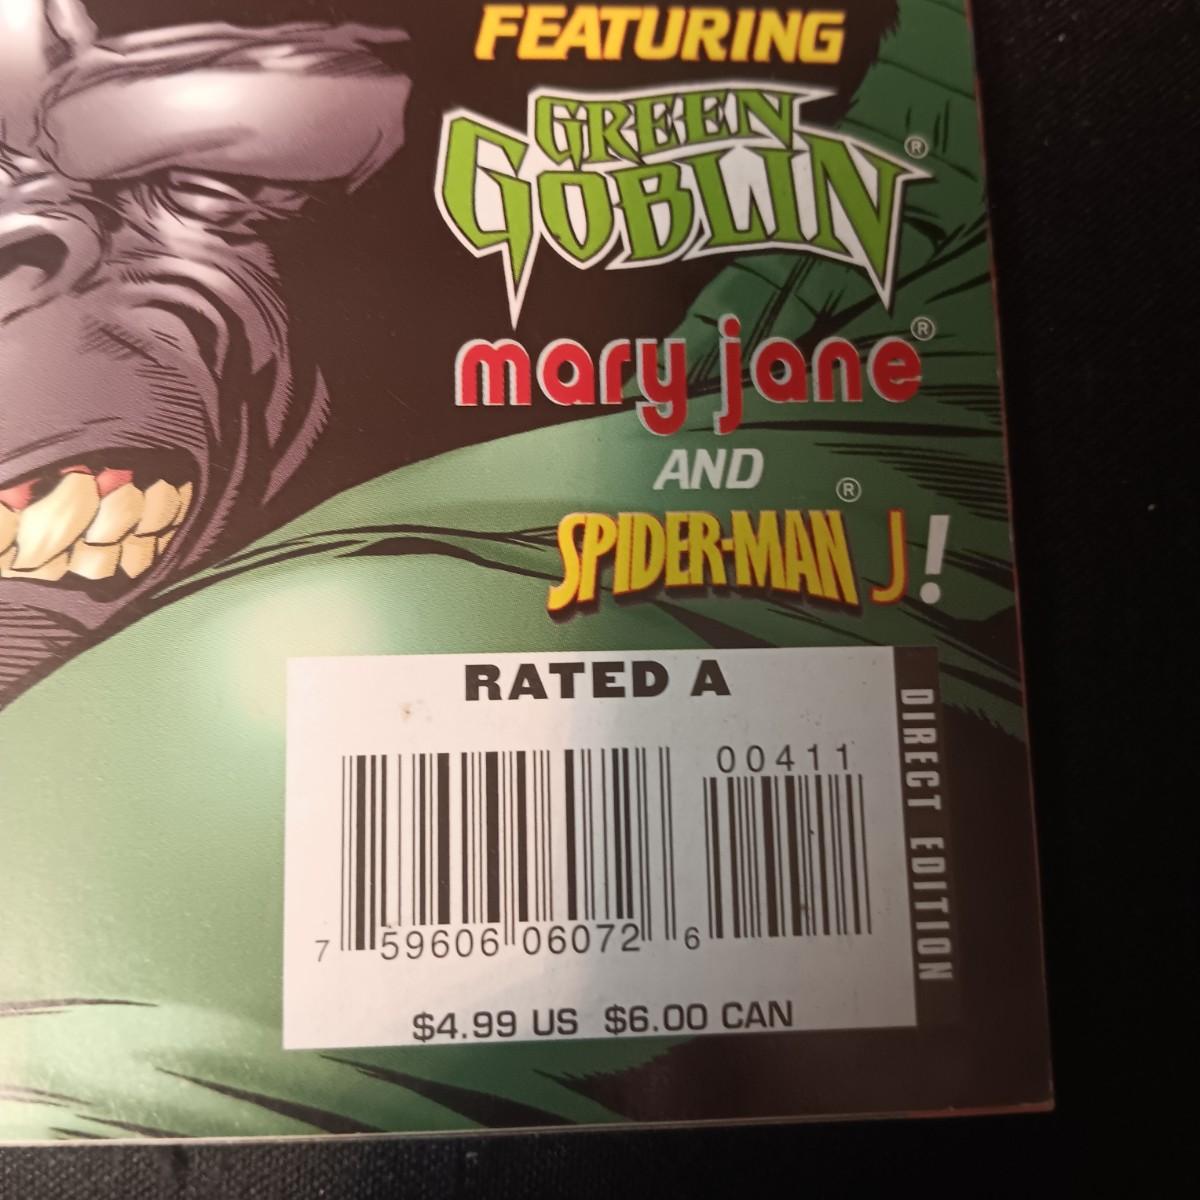 FEATURING
GREEN
GOBLIN ®
mary jane ®
AND
SPIDER-MAN ® J!
RATED A
00411
7 59606 06072 6
$4.99 US $6.00 CAN
DIRECT EDITION